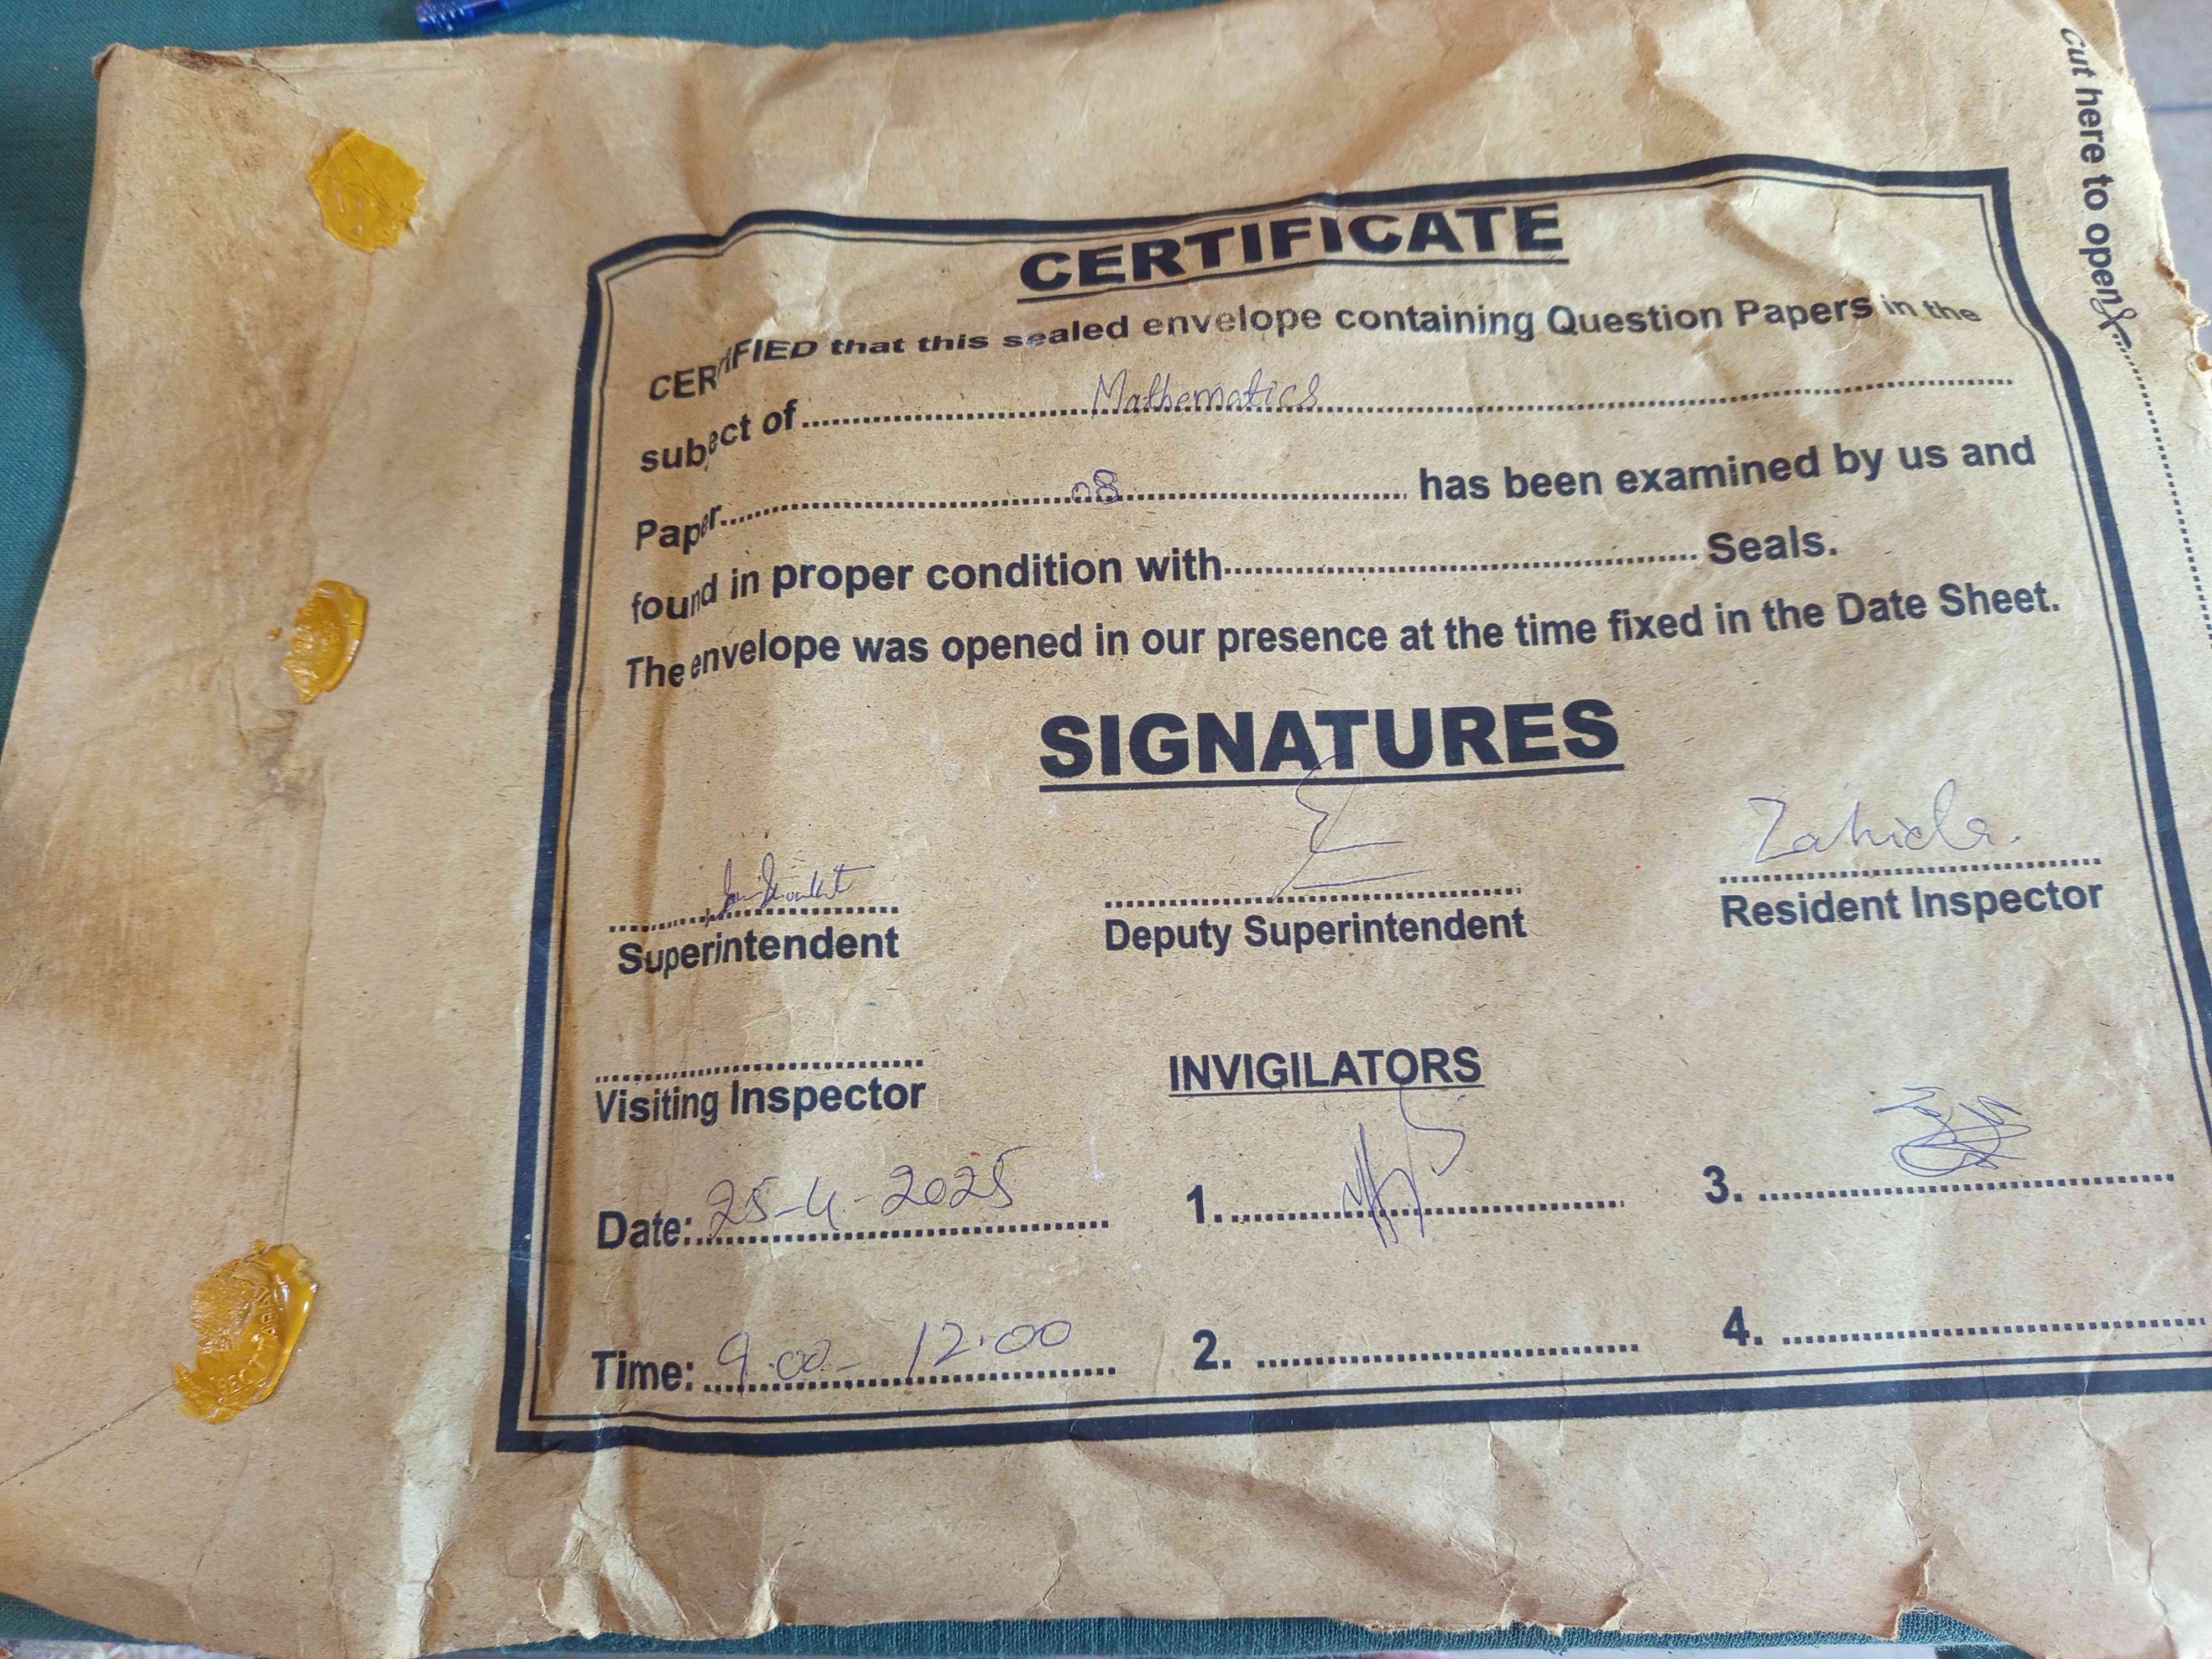 Cut here to open
CERTIFICATE
CERTIFIED that this sealed envelope containing Question Papers in the
subject of Mathematics
Paper 08 has been examined by us and
found in proper condition with Seals.
The envelope was opened in our presence at the time fixed in the Date Sheet.
SIGNATURES
Zahida.
Superintendent Deputy Superintendent Resident Inspector
Visiting Inspector INVIGILATORS
Date: 25-4-2025 1. 3.
Time: 9.00 - 12.00 2. 4.